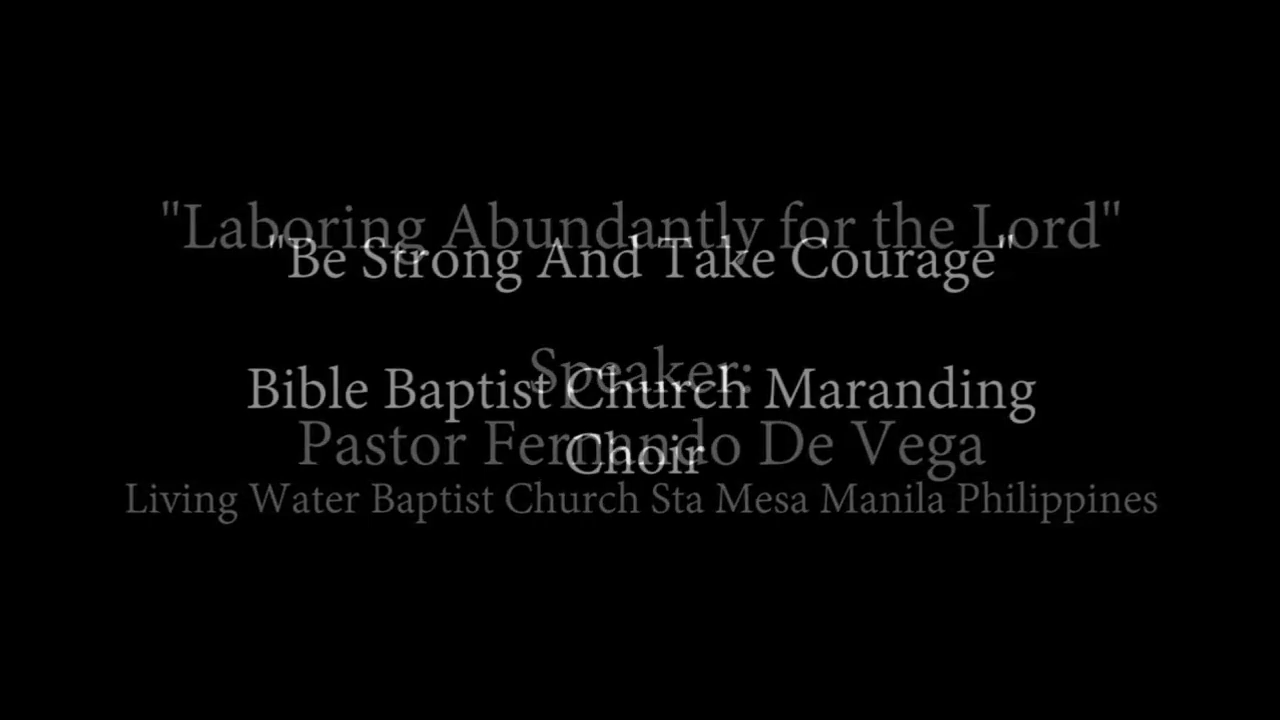 "Laboring Abundantly for the Lord"
"Be Strong And Take Courage"
Speaker:
Bible Baptist Church Maranding
Pastor Fernando De Vega
Choir
Living Water Baptist Church Sta Mesa Manila Philippines